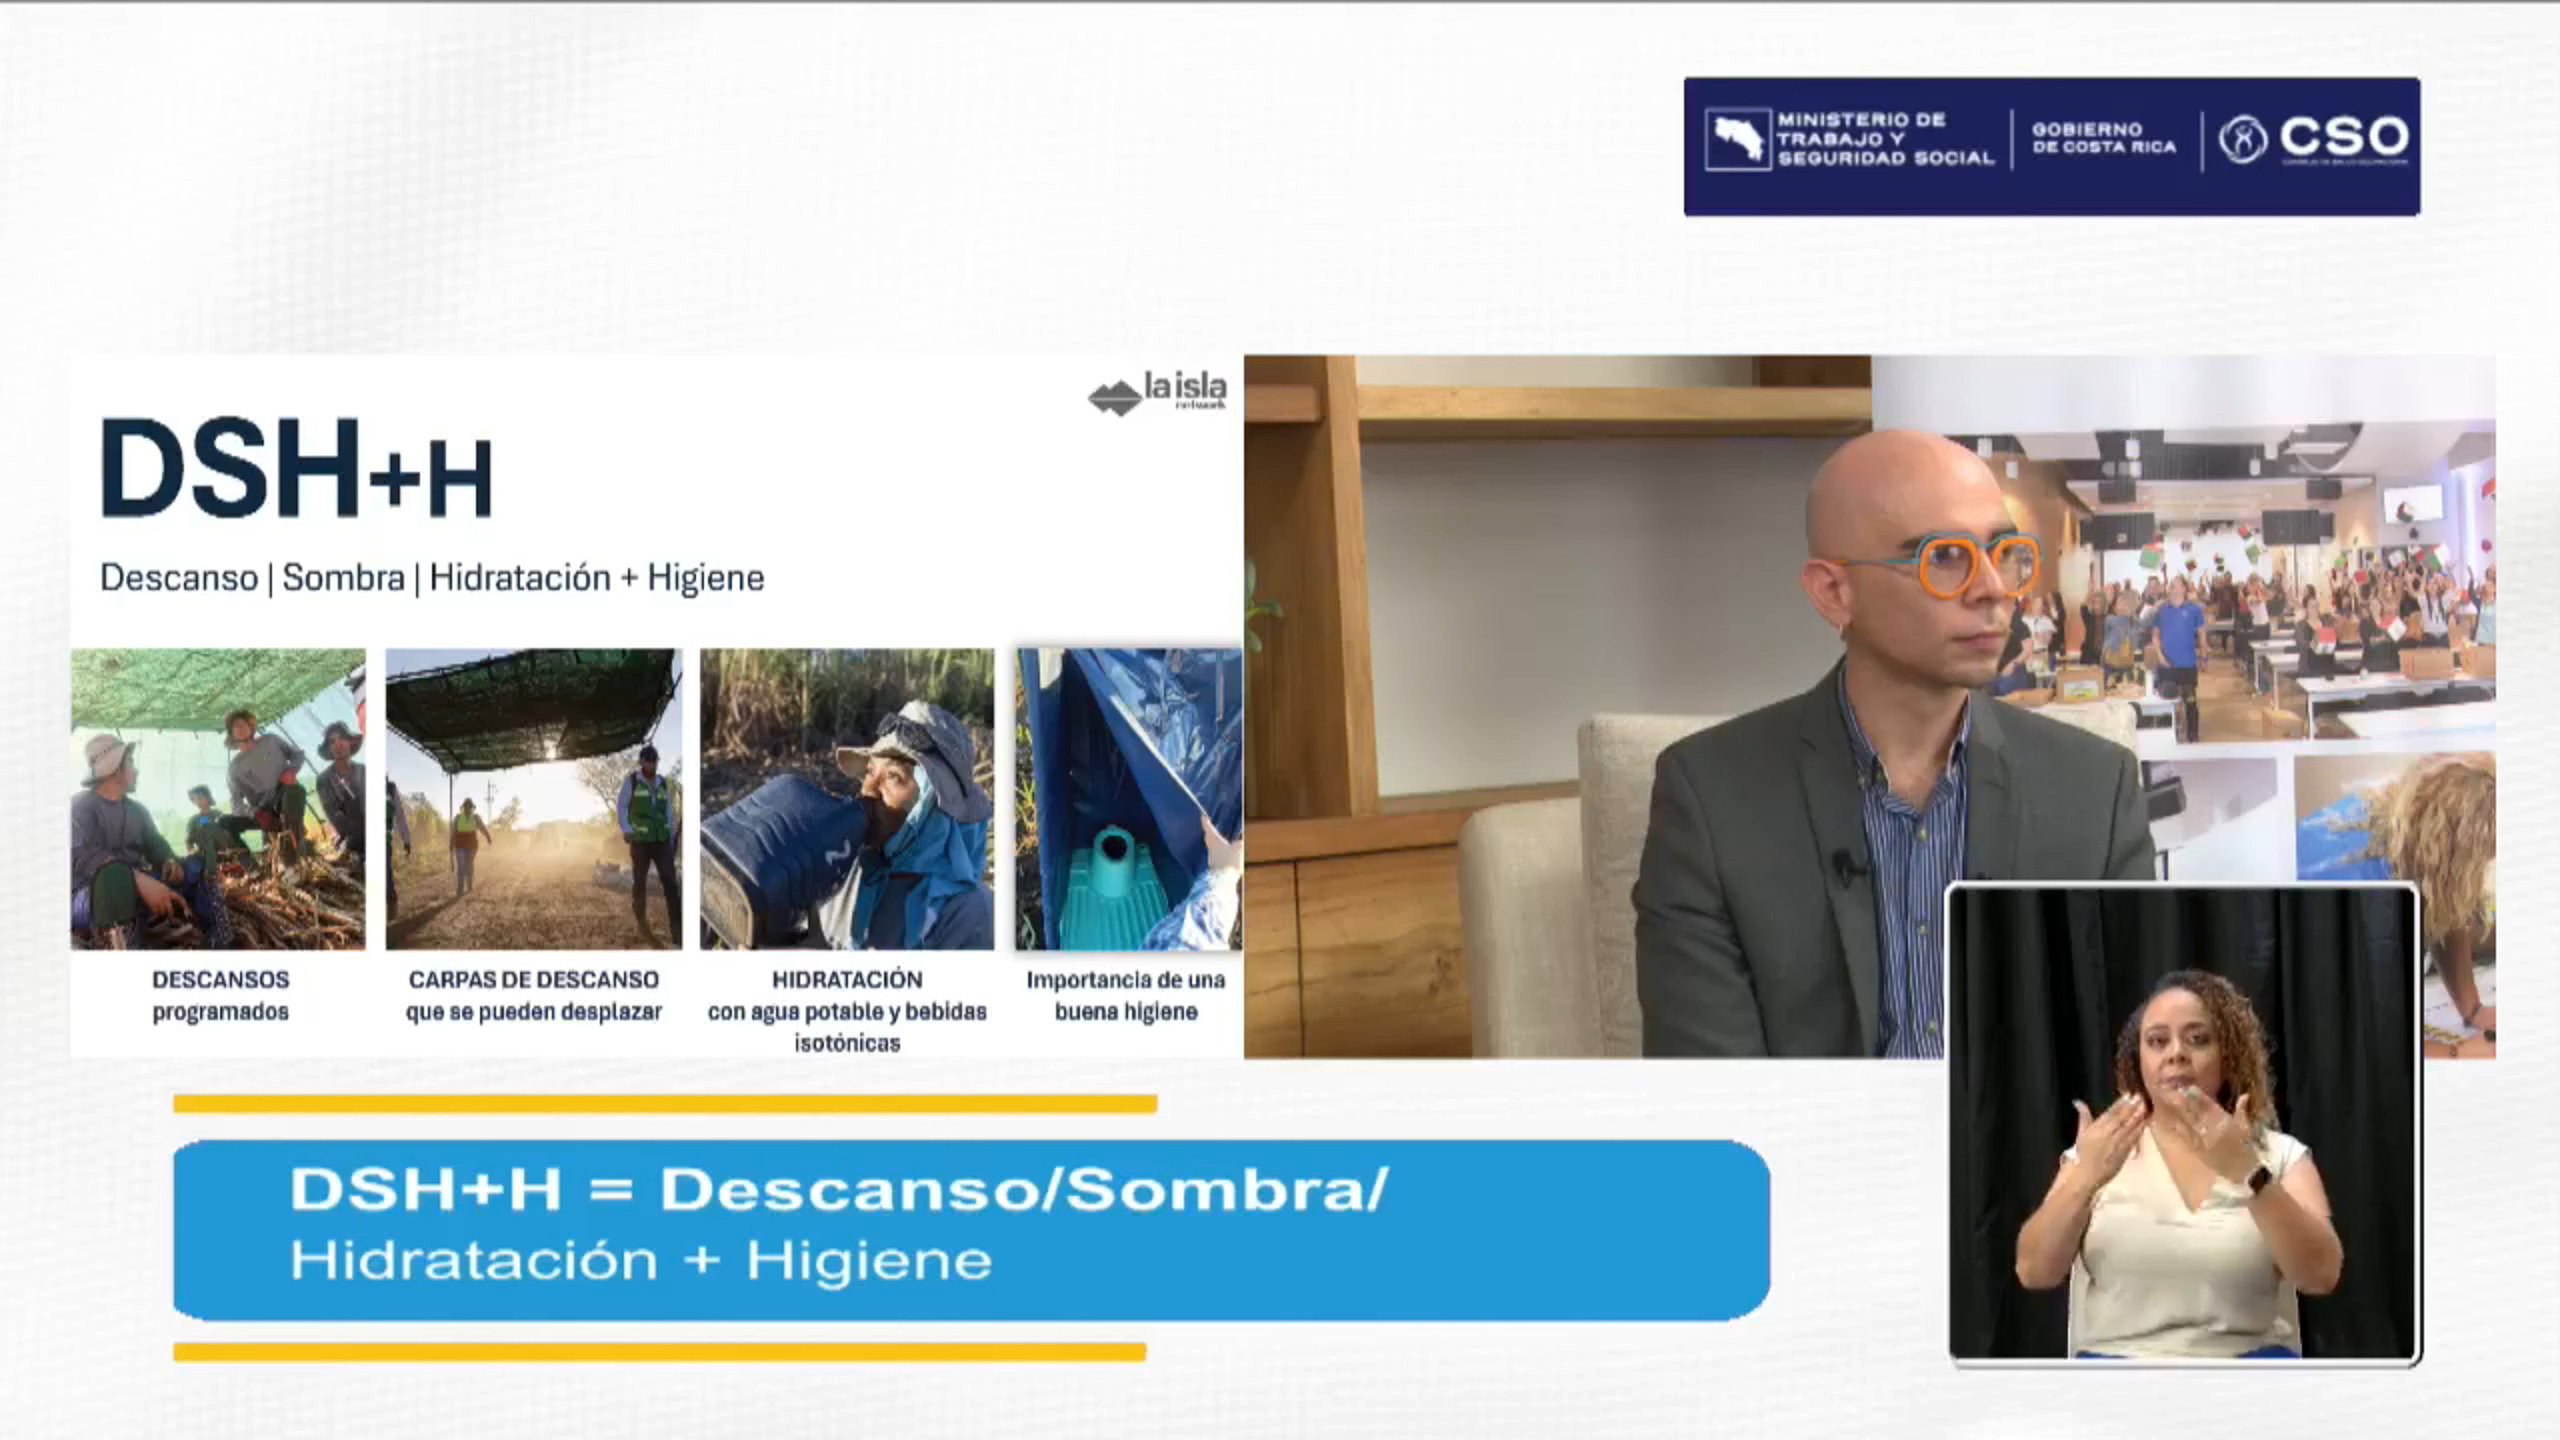 MINISTERIO DE
TRABAJO Y
SEGURIDAD SOCIAL
GOBIERNO
DE COSTA RICA
CSO
la isla
network
DSH+H
Descanso | Sombra | Hidratación + Higiene
DESCANSOS
programados
CARPAS DE DESCANSO
que se pueden desplazar
HIDRATACIÓN
con agua potable y bebidas
isotónicas
Importancia de una
buena higiene
DSH+H = Descanso/Sombra/
Hidratación + Higiene